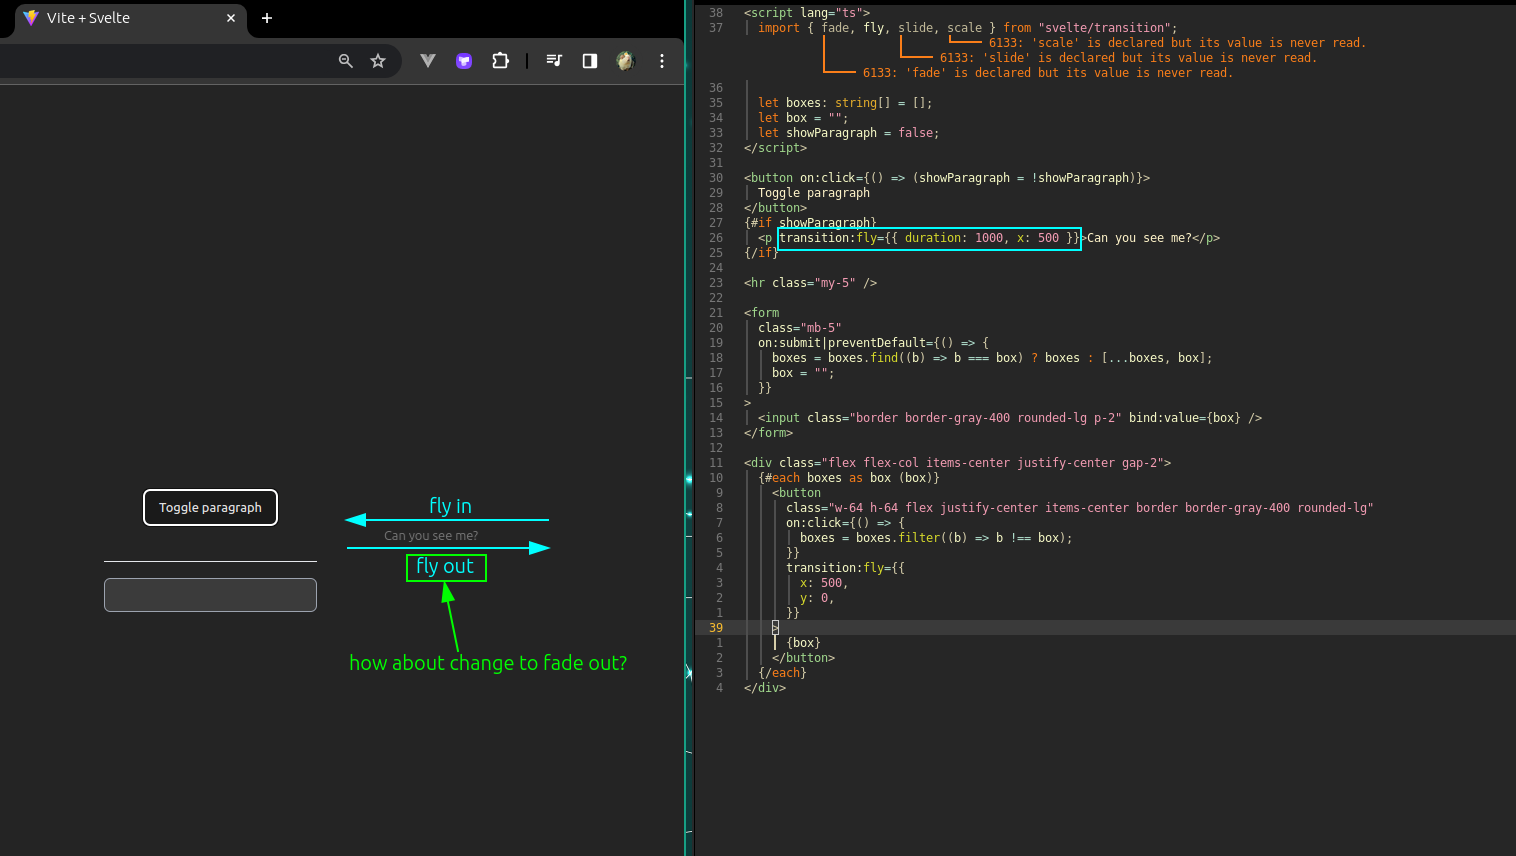 Vite + Svelte
Toggle paragraph
fly in
Can you see me?
fly out
how about change to fade out?
38 <script lang="ts">
37 import { fade, fly, slide, scale } from "svelte/transition";
6133: 'scale' is declared but its value is never read.
6133: 'slide' is declared but its value is never read.
6133: 'fade' is declared but its value is never read.
36
35 let boxes: string[] = [];
34 let box = "";
33 let showParagraph = false;
32 </script>
31
30 <button on:click={() => (showParagraph = !showParagraph)}>
29 Toggle paragraph
28 </button>
27 {#if showParagraph}
26 <p transition:fly={{ duration: 1000, x: 500 }}>Can you see me?</p>
25 {/if}
24
23 <hr class="my-5" />
22
21 <form
20 class="mb-5"
19 on:submit|preventDefault={() => {
18 boxes = boxes.find((b) => b === box) ? boxes : [...boxes, box];
17 box = "";
16 }}
15 >
14 <input class="border border-gray-400 rounded-lg p-2" bind:value={box} />
13 </form>
12
11 <div class="flex flex-col items-center justify-center gap-2">
10 {#each boxes as box (box)}
9 <button
8 class="w-64 h-64 flex justify-center items-center border border-gray-400 rounded-lg"
7 on:click={() => {
6 boxes = boxes.filter((b) => b !== box);
5 }}
4 transition:fly={{
3 x: 500,
2 y: 0,
1 }}
39 >
1 {box}
2 </button>
3 {/each}
4 </div>